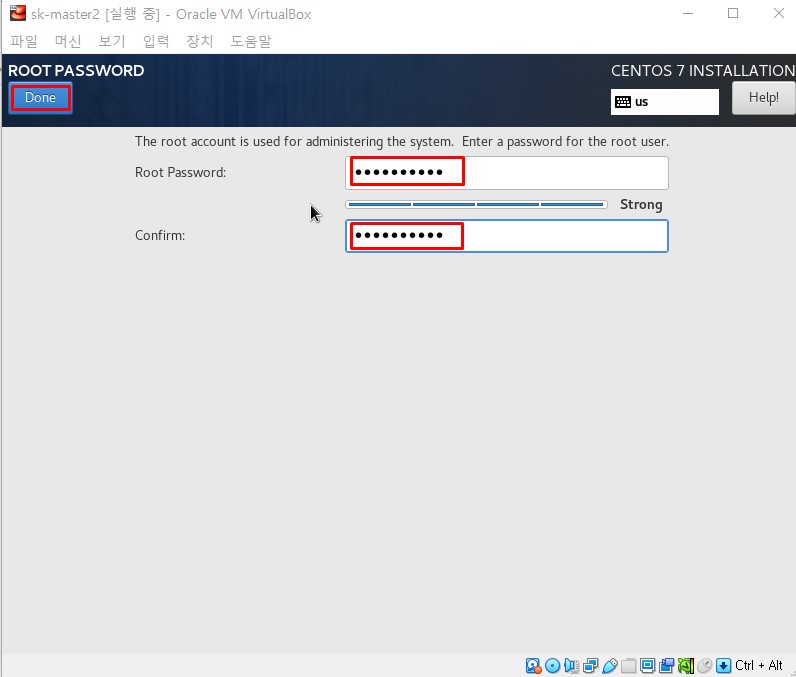 sk-master2 [실행 중] - Oracle VM VirtualBox
파일 머신 보기 입력 장치 도움말
ROOT PASSWORD
CENTOS 7 INSTALLATION
Done
us
Help!
The root account is used for administering the system. Enter a password for the root user.
Root Password:
●●●●●●●●●●
Strong
Confirm:
●●●●●●●●●●
Ctrl + Alt